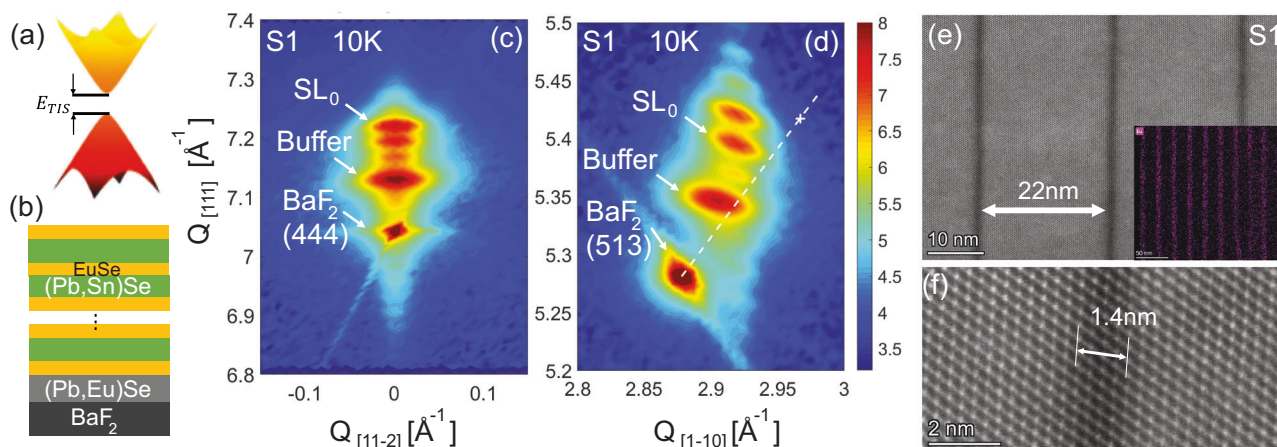 (a)
E_TIS
(b)
EuSe
(Pb,Sn)Se
⋮
(Pb,Eu)Se
BaF₂
Q [111] [Å⁻¹]
7.4
7.3
7.2
7.1
7
6.9
6.8
S1 10K (c)
SL₀
Buffer
BaF₂
(444)
-0.1 0 0.1
Q [11-2] [Å⁻¹]
5.5
5.45
5.4
5.35
5.3
5.25
5.2
S1 10K (d)
SL₀
Buffer
BaF₂
(513)
2.8 2.85 2.9 2.95 3
Q [1-10] [Å⁻¹]
8
7.5
7
6.5
6
5.5
5
4.5
4
3.5
(e) S1
22nm
10 nm
Eu
50 nm
(f)
1.4nm
2 nm